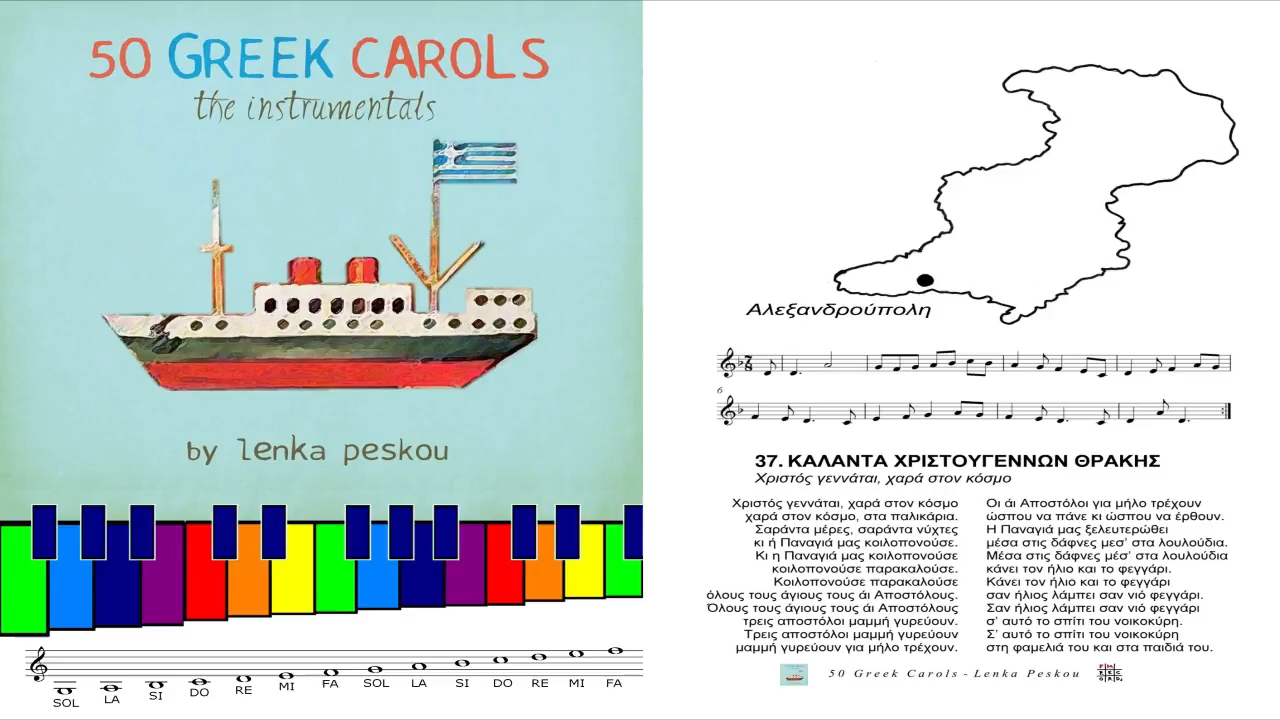 50 GREEK CAROLS
the instrumentals
by lenka peskou
SOL LA SI DO RE MI FA SOL LA SI DO RE MI FA
Αλεξανδρούπολη
7
8
6
37. ΚΑΛΑΝΤΑ ΧΡΙΣΤΟΥΓΕΝΝΩΝ ΘΡΑΚΗΣ
Χριστός γεννάται, χαρά στον κόσμο
Χριστός γεννάται, χαρά στον κόσμο
χαρά στον κόσμο, στα παλικάρια.
Σαράντα μέρες, σαράντα νύχτες
κι ή Παναγιά μας κοιλοπονούσε.
Κι η Παναγιά μας κοιλοπονούσε
κοιλοπονούσε παρακαλούσε.
Κοιλοπονούσε παρακαλούσε
όλους τους άγιους τους άι Αποστόλους.
Όλους τους άγιους τους άι Αποστόλους
τρεις αποστόλοι μαμμή γυρεύουν.
Τρεις αποστόλοι μαμμή γυρεύουν
μαμμή γυρεύουν για μήλο τρέχουν.
Οι άι Αποστόλοι για μήλο τρέχουν
ώσπου να πάνε κι ώσπου να έρθουν.
Η Παναγιά μας ξελευτερώθει
μέσα στις δάφνες μεσ’ στα λουλούδια.
Μέσα στις δάφνες μέσ’ στα λουλούδια
κάνει τον ήλιο και το φεγγάρι.
Κάνει τον ήλιο και το φεγγάρι
σαν ήλιος λάμπει σαν νιό φεγγάρι.
Σαν ήλιος λάμπει σαν νιό φεγγάρι
σ’ αυτό το σπίτι του νοικοκύρη.
Σ’ αυτό το σπίτι του νοικοκύρη
στη φαμελιά του και στα παιδιά του.
50 Greek Carols - Lenka Peskou